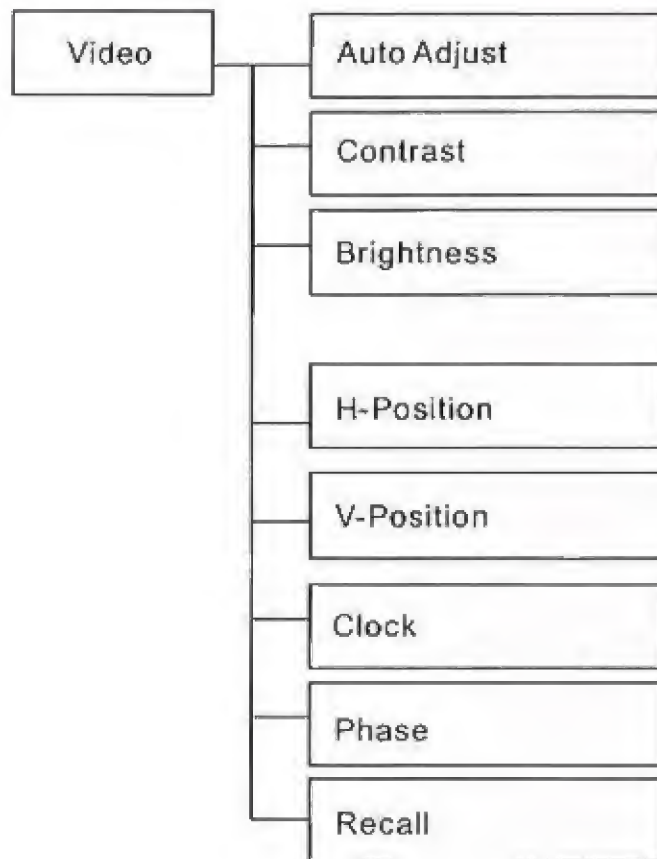 Video
Auto Adjust
Contrast
Brightness
H-Position
V-Position
Clock
Phase
Recall